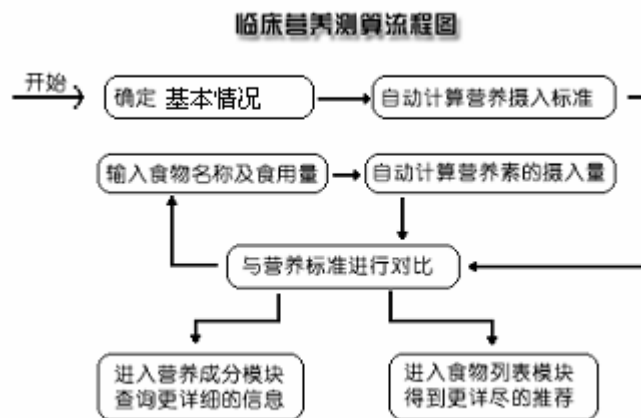 临床营养测算流程图
开始
确定 基本情况
自动计算营养摄入标准
输入食物名称及食用量
自动计算营养素的摄入量
与营养标准进行对比
进入营养成分模块
查询更详细的信息
进入食物列表模块
得到更详尽的推荐